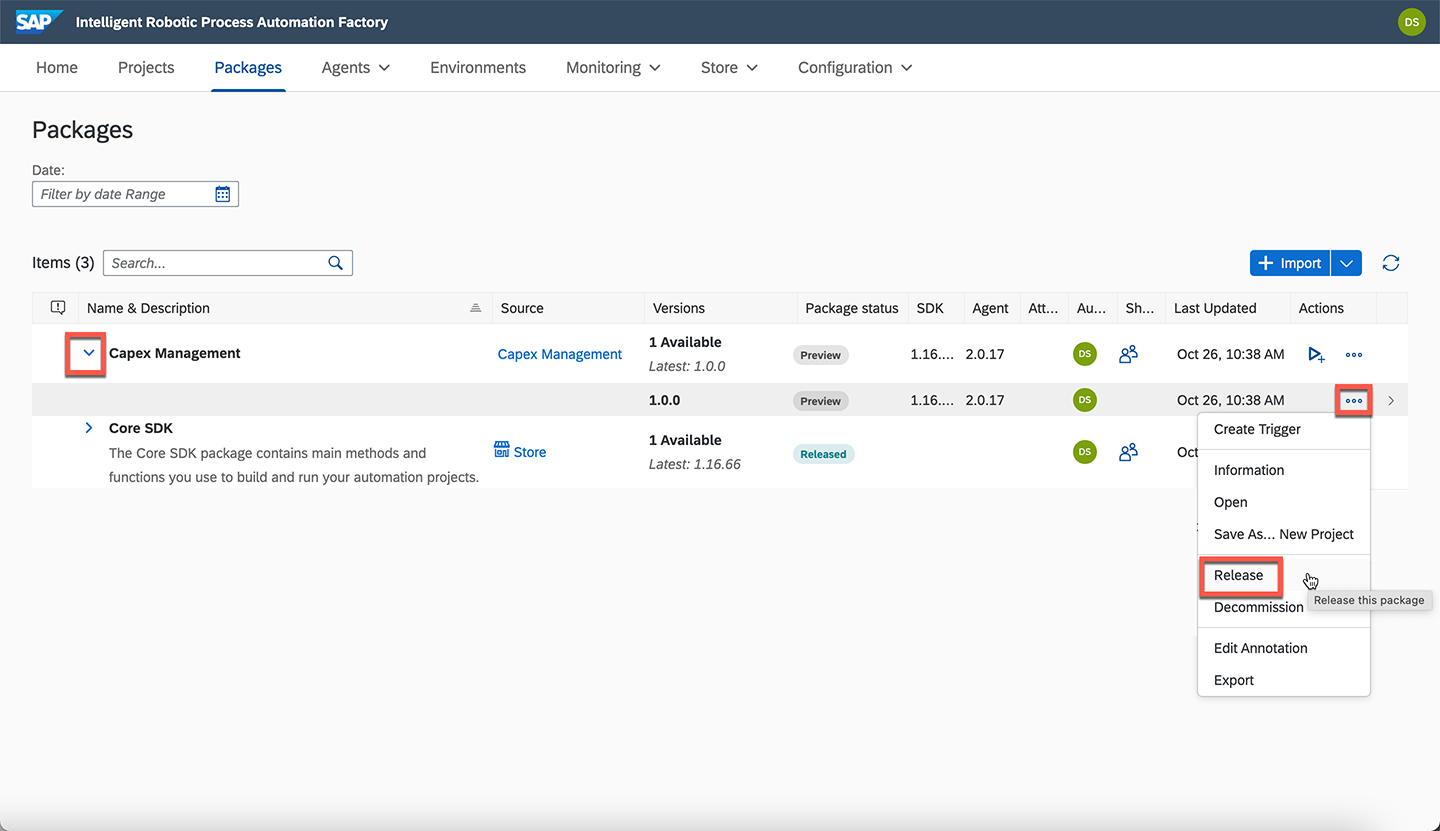 SAP Intelligent Robotic Process Automation Factory DS
Home Projects Packages Agents Environments Monitoring Store Configuration
Packages
Date:
Filter by date Range
Items (3) Search... Import
Name & Description Source Versions Package status SDK Agent Att... Au... Sh... Last Updated Actions
Capex Management Capex Management 1 Available Preview 1.16.... 2.0.17 DS Oct 26, 10:38 AM
Latest: 1.0.0
1.0.0 Preview 1.16.... 2.0.17 DS Oct 26, 10:38 AM
Core SDK
The Core SDK package contains main methods and
functions you use to build and run your automation projects.
Store
1 Available
Latest: 1.16.66
Released DS Oct
Create Trigger
Information
Open
Save As... New Project
Release
Release this package
Decommission
Edit Annotation
Export